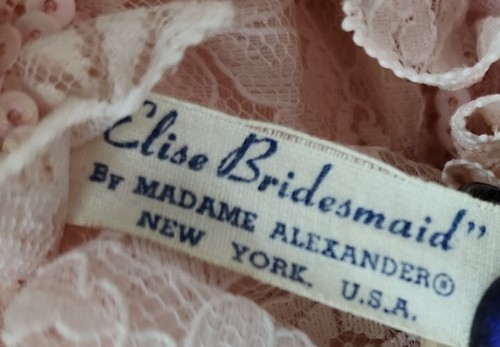 Elise Bridesmaid”
By MADAME ALEXANDER®
NEW YORK, U.S.A.